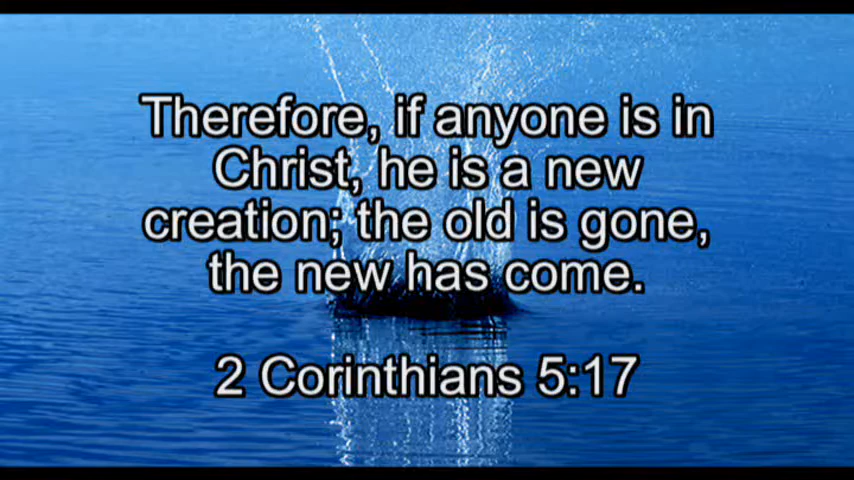 Therefore, if anyone is in
Christ, he is a new
creation; the old is gone,
the new has come.
2 Corinthians 5:17